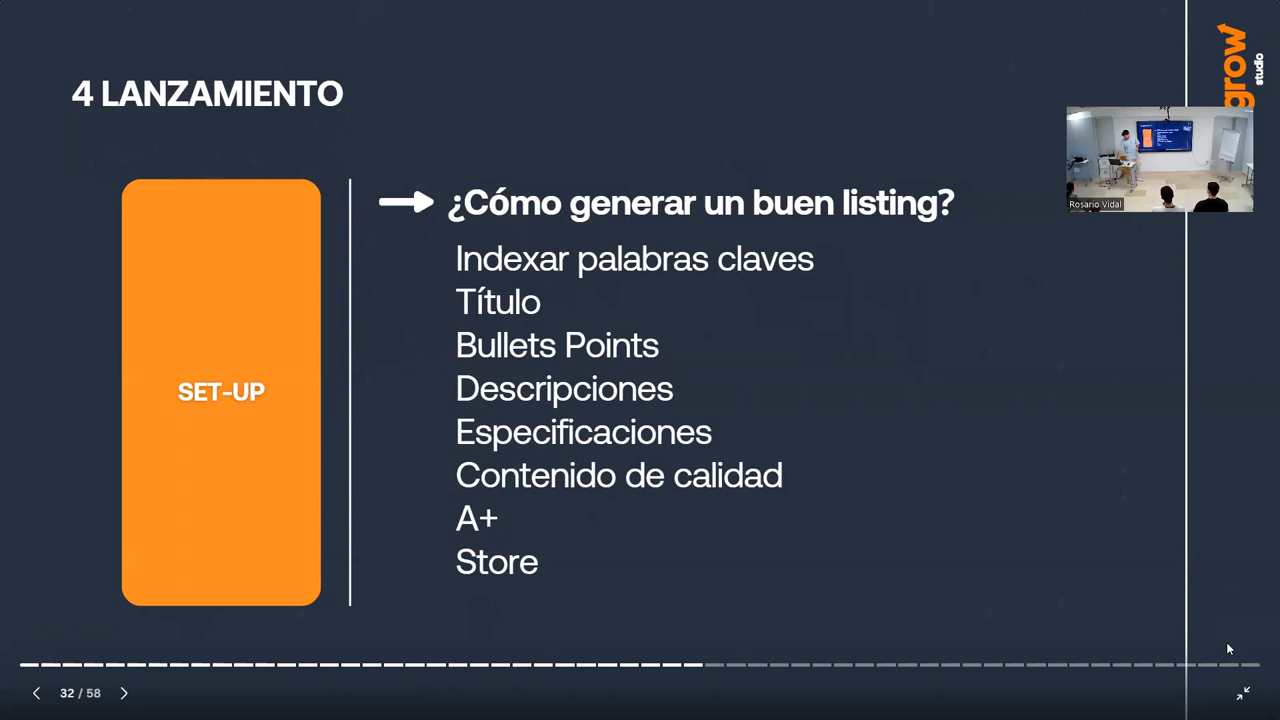 4 LANZAMIENTO
grow
studio
SET-UP
¿Cómo generar un buen listing?
Indexar palabras claves
Título
Bullets Points
Descripciones
Especificaciones
Contenido de calidad
A+
Store
Rosario Vidal
32 / 58